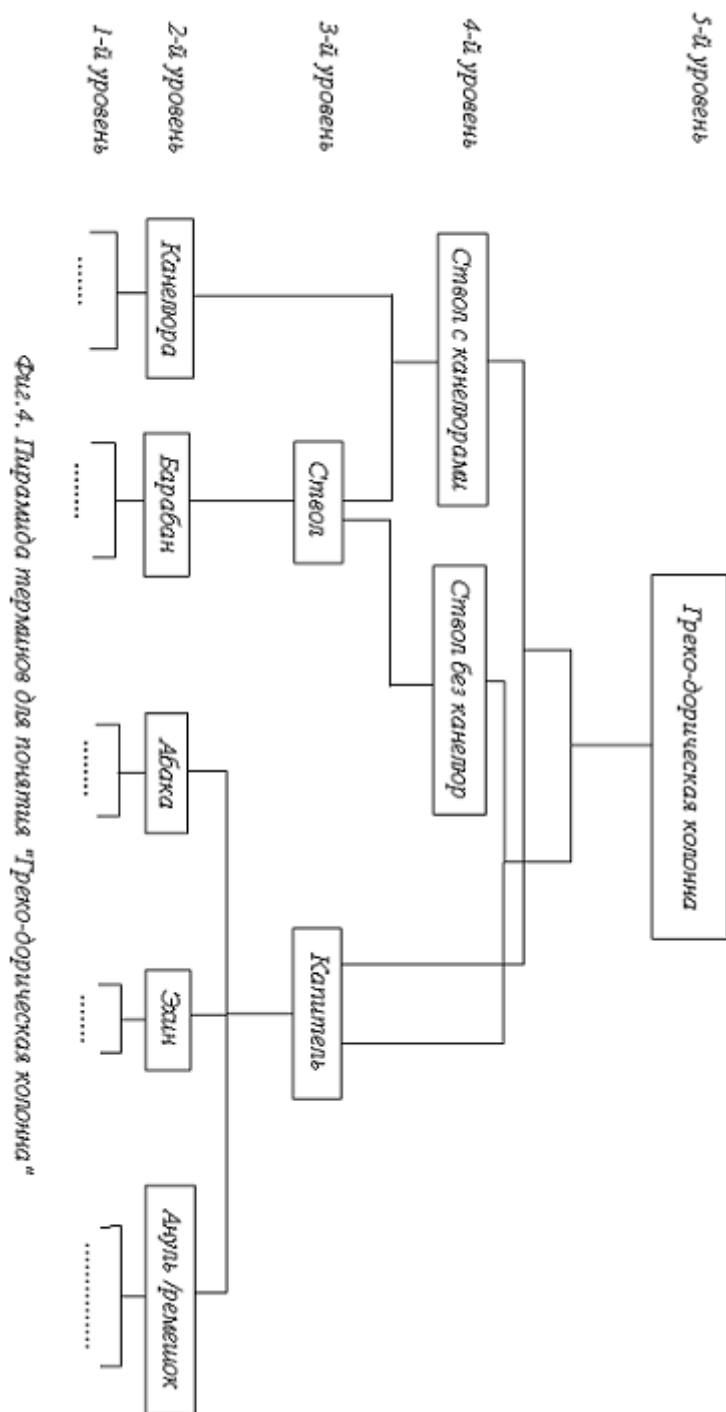 5-й уровень
Греко-дорическая колонна
4-й уровень
Ствол с канелюрами
Ствол без канелюр
3-й уровень
Ствол
Капитель
2-й уровень
Канелюра
Барабан
Абака
Эхин
Ануль /ремешок
1-й уровень
........
.........
........
.......
..............
Фиг.4. Пирамида терминов для понятия "Греко-дорическая колонна"